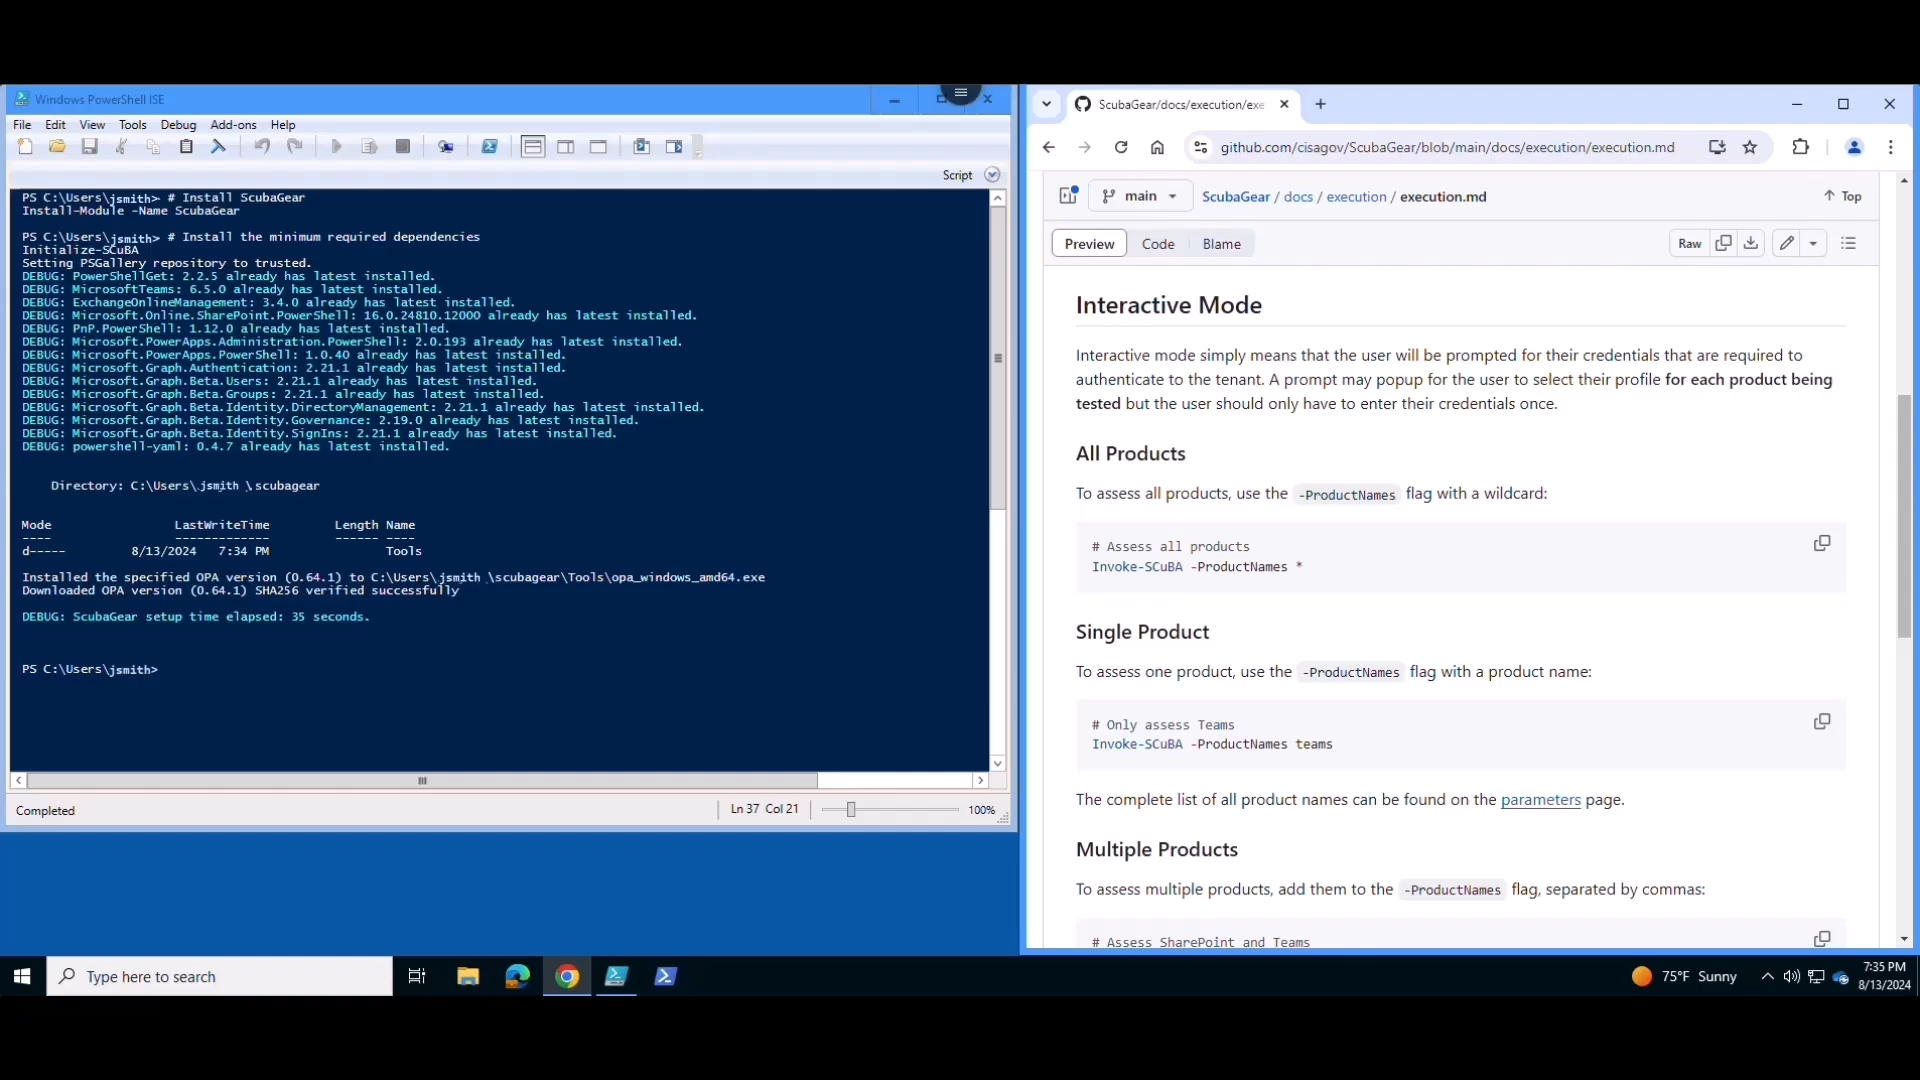 Windows PowerShell ISE
File Edit View Tools Debug Add-ons Help
Script
PS C:\Users\jsmith> # Install ScubaGear
Install-Module -Name ScubaGear
PS C:\Users\jsmith> # Install the minimum required dependencies
Initialize-SCuBA
Setting PSGallery repository to trusted.
DEBUG: PowerShellGet: 2.2.5 already has latest installed.
DEBUG: MicrosoftTeams: 6.5.0 already has latest installed.
DEBUG: ExchangeOnlineManagement: 3.4.0 already has latest installed.
DEBUG: Microsoft.Online.SharePoint.PowerShell: 16.0.24810.12000 already has latest installed.
DEBUG: PnP.PowerShell: 1.12.0 already has latest installed.
DEBUG: Microsoft.PowerApps.Administration.PowerShell: 2.0.193 already has latest installed.
DEBUG: Microsoft.PowerApps.PowerShell: 1.0.40 already has latest installed.
DEBUG: Microsoft.Graph.Authentication: 2.21.1 already has latest installed.
DEBUG: Microsoft.Graph.Beta.Users: 2.21.1 already has latest installed.
DEBUG: Microsoft.Graph.Beta.Groups: 2.21.1 already has latest installed.
DEBUG: Microsoft.Graph.Beta.Identity.DirectoryManagement: 2.21.1 already has latest installed.
DEBUG: Microsoft.Graph.Beta.Identity.Governance: 2.19.0 already has latest installed.
DEBUG: Microsoft.Graph.Beta.Identity.SignIns: 2.21.1 already has latest installed.
DEBUG: powershell-yaml: 0.4.7 already has latest installed.
Directory: C:\Users\jsmith \.scubagear
Mode LastWriteTime Length Name
---- ------------- ------ ----
d----- 8/13/2024 7:34 PM Tools
Installed the specified OPA version (0.64.1) to C:\Users\jsmith \scubagear\Tools\opa_windows_amd64.exe
Downloaded OPA version (0.64.1) SHA256 verified successfully
DEBUG: ScubaGear setup time elapsed: 35 seconds.
PS C:\Users\jsmith>
Completed
Ln 37 Col 21
100%
ScubaGear/docs/execution/exe
github.com/cisagov/ScubaGear/blob/main/docs/execution/execution.md
main
ScubaGear / docs / execution / execution.md
Top
Preview Code Blame
Raw
Interactive Mode
Interactive mode simply means that the user will be prompted for their credentials that are required to
authenticate to the tenant. A prompt may popup for the user to select their profile for each product being
tested but the user should only have to enter their credentials once.
All Products
To assess all products, use the -ProductNames flag with a wildcard:
# Assess all products
Invoke-SCuBA -ProductNames *
Single Product
To assess one product, use the -ProductNames flag with a product name:
# Only assess Teams
Invoke-SCuBA -ProductNames teams
The complete list of all product names can be found on the parameters page.
Multiple Products
To assess multiple products, add them to the -ProductNames flag, separated by commas:
# Assess SharePoint and Teams
Type here to search
75°F Sunny
7:35 PM
8/13/2024